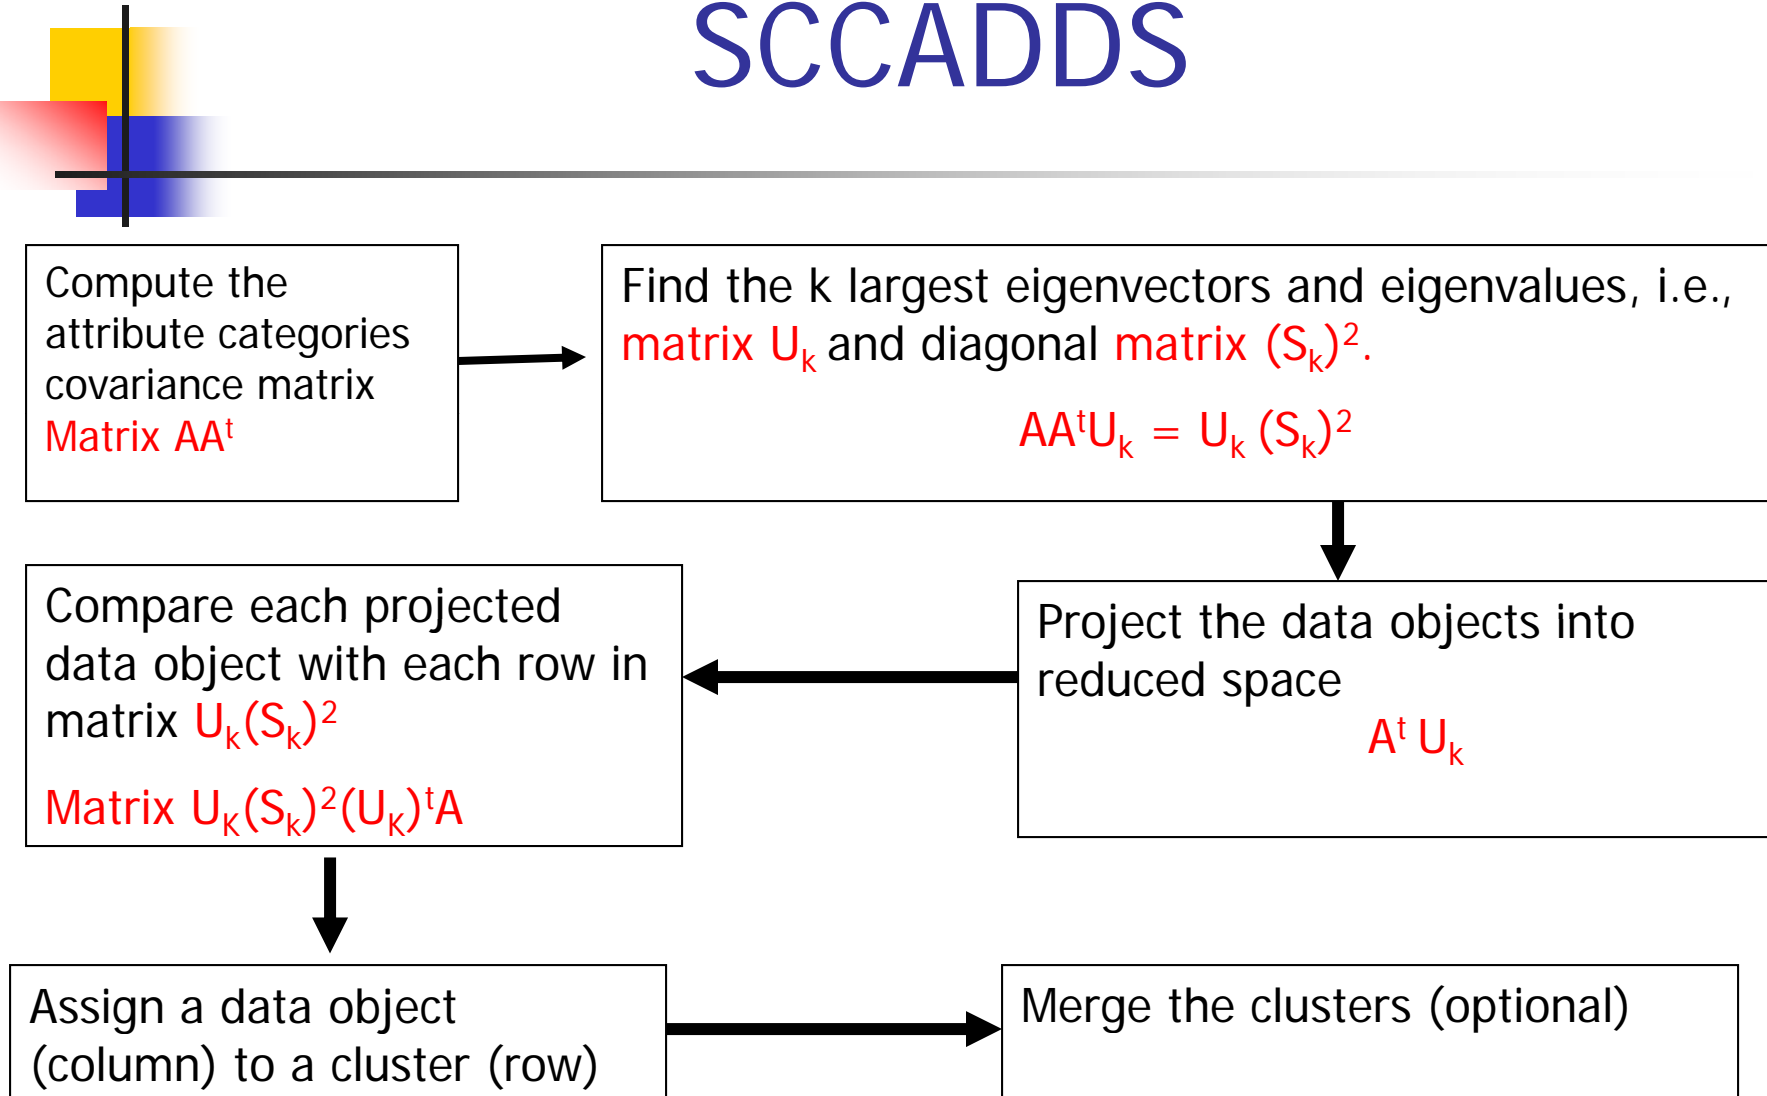 SCCADDS
Compute the
attribute categories
covariance matrix
Matrix AAᵗ
Find the k largest eigenvectors and eigenvalues, i.e.,
matrix Uₖ and diagonal matrix (Sₖ)².
AAᵗUₖ = Uₖ (Sₖ)²
Project the data objects into
reduced space
Aᵗ Uₖ
Compare each projected
data object with each row in
matrix Uₖ(Sₖ)²
Matrix U_K(Sₖ)²(U_K)ᵗA
Assign a data object
(column) to a cluster (row)
Merge the clusters (optional)